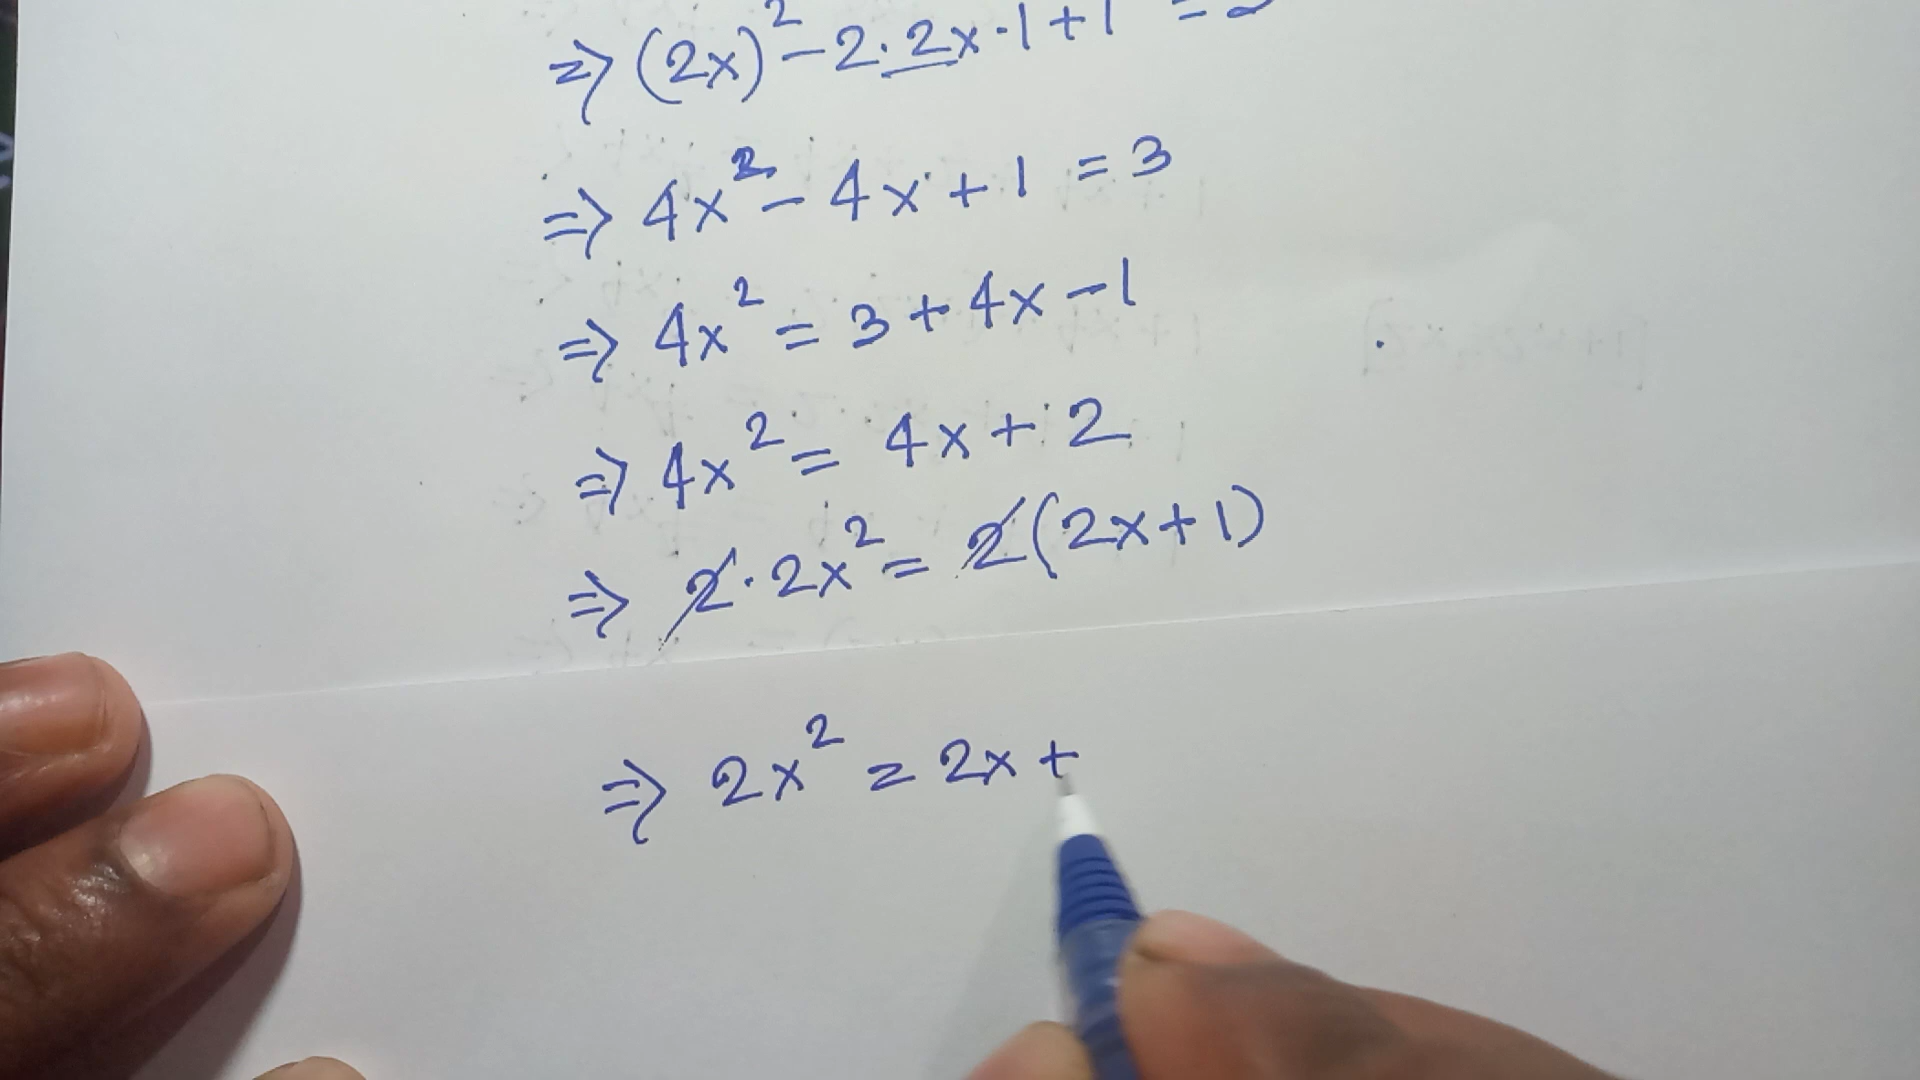 ⇒ (2x)² - 2·2x·1 + 1 =
⇒ 4x² - 4x + 1 = 3
⇒ 4x² = 3 + 4x - 1
⇒ 4x² = 4x + 2
⇒ 2·2x² = 2(2x + 1)
⇒ 2x² = 2x +